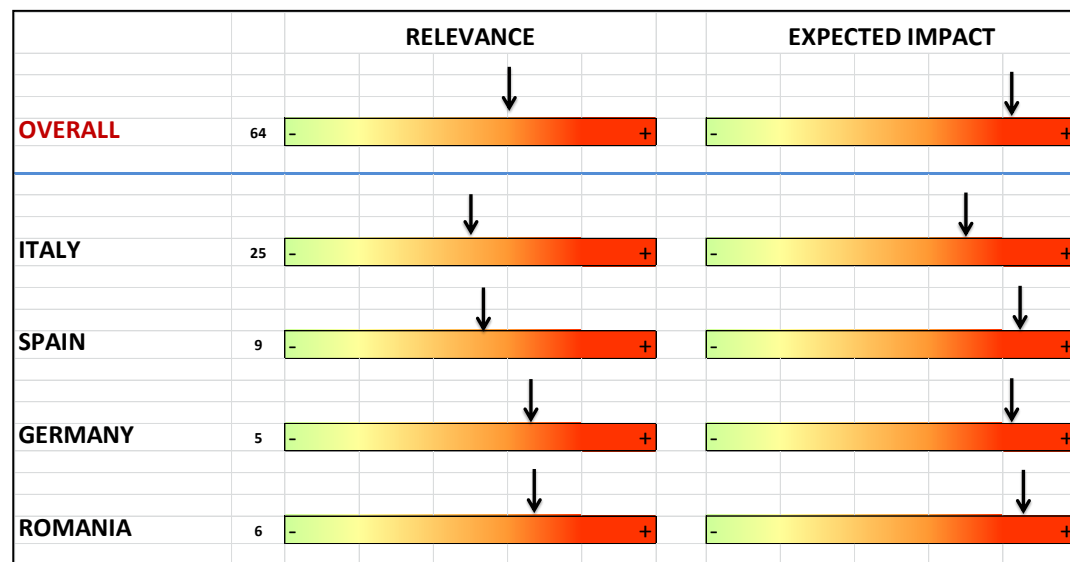 RELEVANCE EXPECTED IMPACT
OVERALL 64 - + - +
ITALY 25 - + - +
SPAIN 9 - + - +
GERMANY 5 - + - +
ROMANIA 6 - + - +